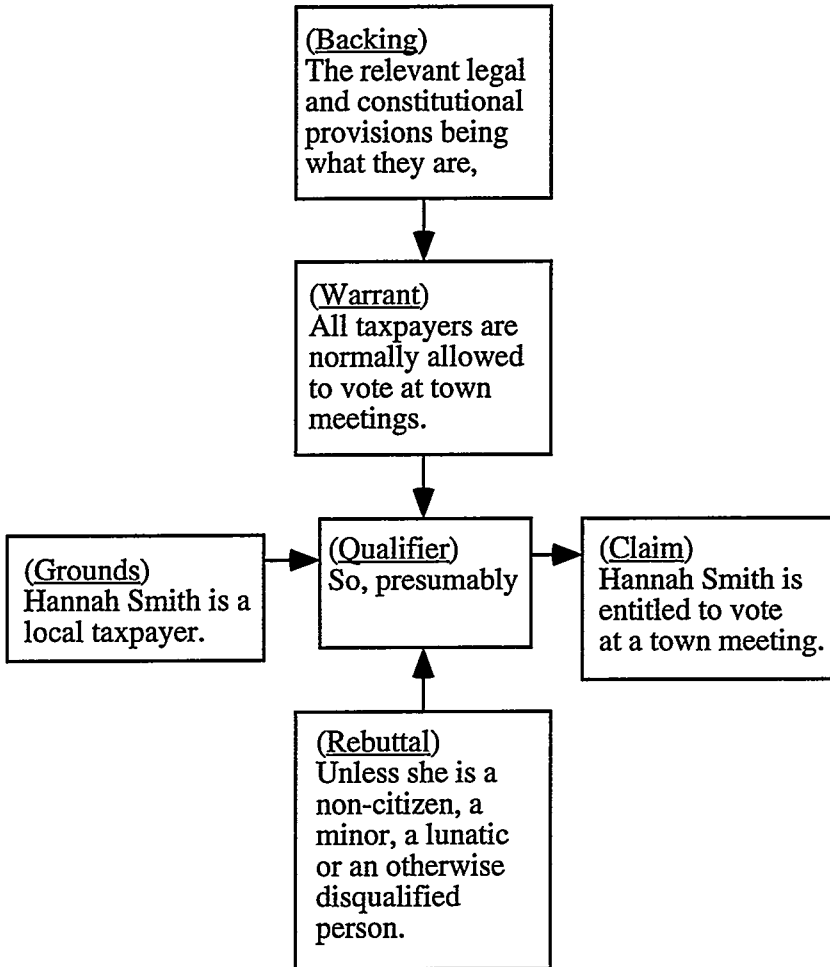 (Backing)
The relevant legal
and constitutional
provisions being
what they are,
(Warrant)
All taxpayers are
normally allowed
to vote at town
meetings.
(Grounds)
Hannah Smith is a
local taxpayer.
(Qualifier)
So, presumably
(Claim)
Hannah Smith is
entitled to vote
at a town meeting.
(Rebuttal)
Unless she is a
non-citizen, a
minor, a lunatic
or an otherwise
disqualified
person.